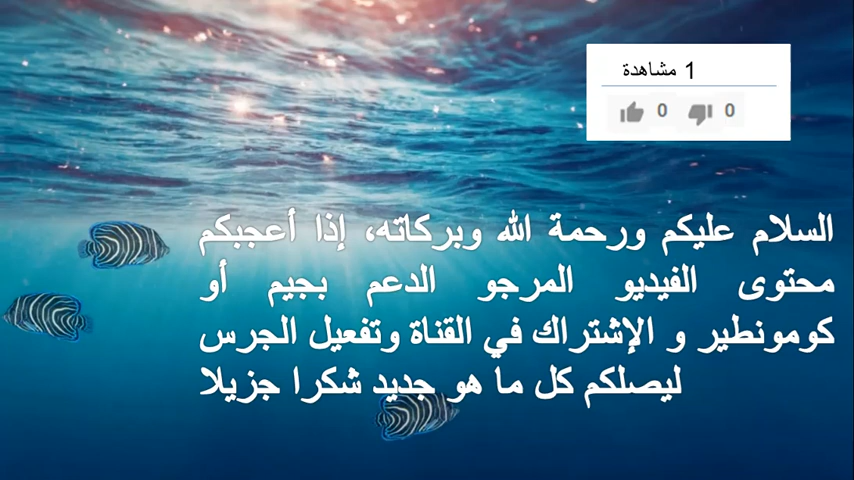 1 مشاهدة
0 0
السلام عليكم ورحمة الله وبركاته، إذا أعجبكم
محتوى الفيديو المرجو الدعم بجيم أو
كومونطير و الإشتراك في القناة وتفعيل الجرس
ليصلكم كل ما هو جديد شكرا جزيلا